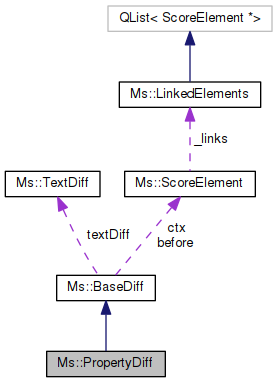 QList< ScoreElement *>
Ms::LinkedElements
_links
Ms::TextDiff
Ms::ScoreElement
textDiff
ctx
before
Ms::BaseDiff
Ms::PropertyDiff